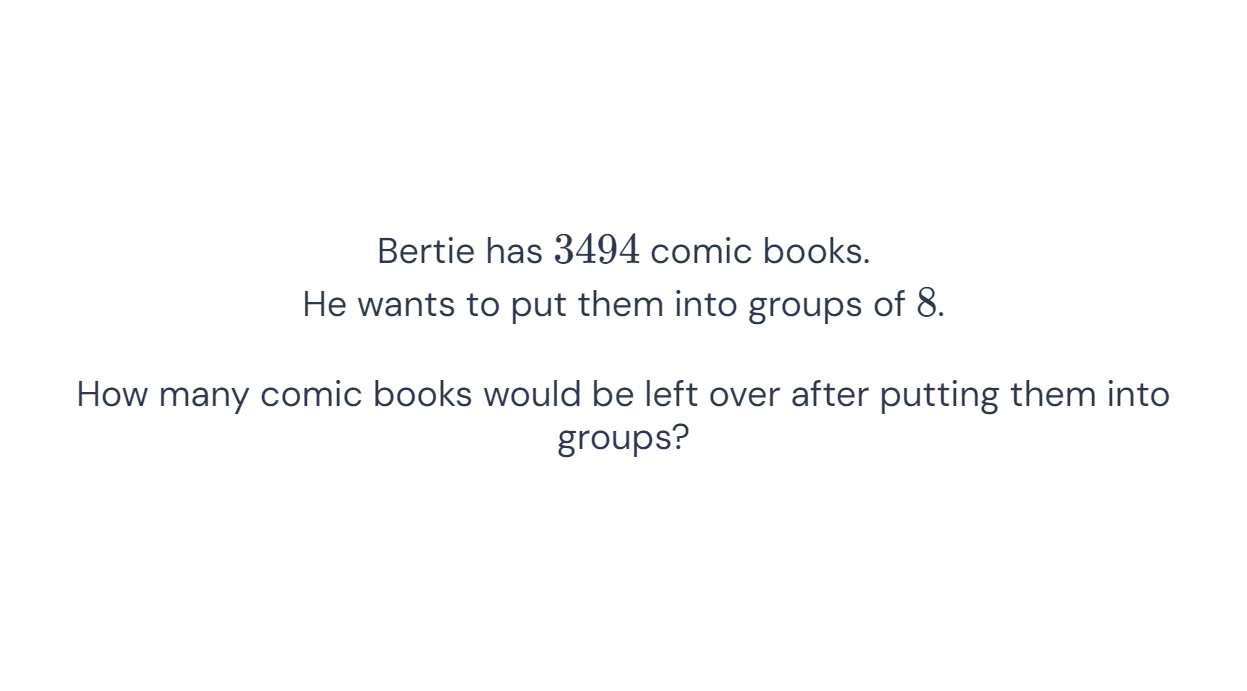 Bertie has 3494 comic books.
He wants to put them into groups of 8.
How many comic books would be left over after putting them into
groups?